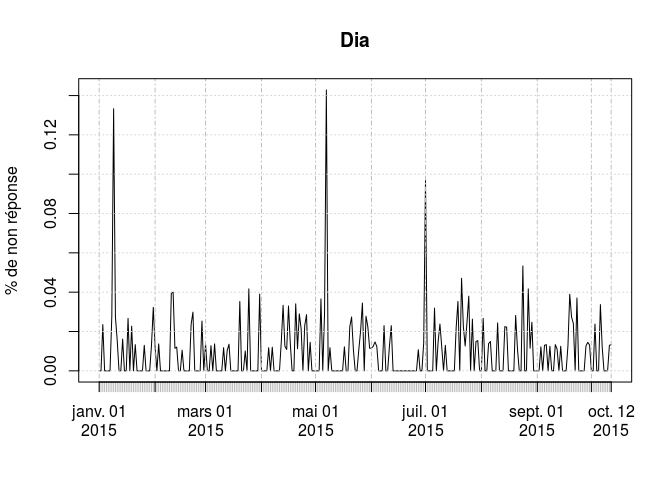 Dia
% de non réponse
0.12
0.08
0.04
0.00
janv. 01 mars 01 mai 01 juil. 01 sept. 01 oct. 12
2015 2015 2015 2015 2015 2015